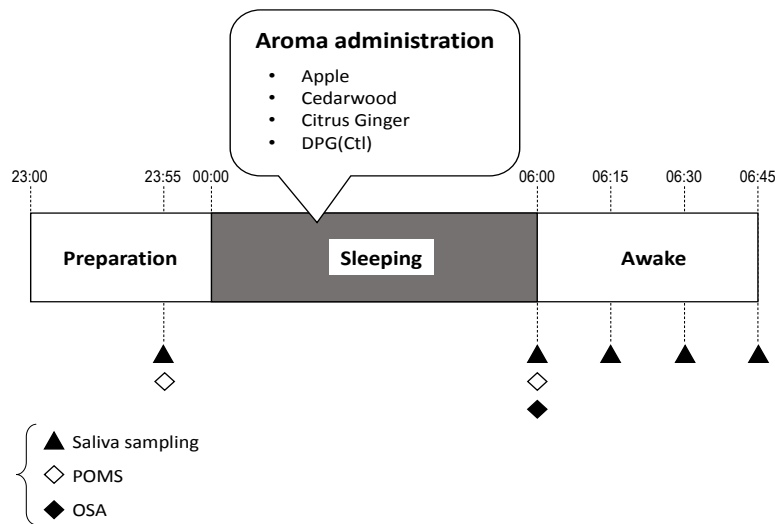 Aroma administration
• Apple
• Cedarwood
• Citrus Ginger
• DPG(Ctl)
23:00 23:55 00:00 06:00 06:15 06:30 06:45
Preparation Sleeping Awake
Saliva sampling
POMS
OSA